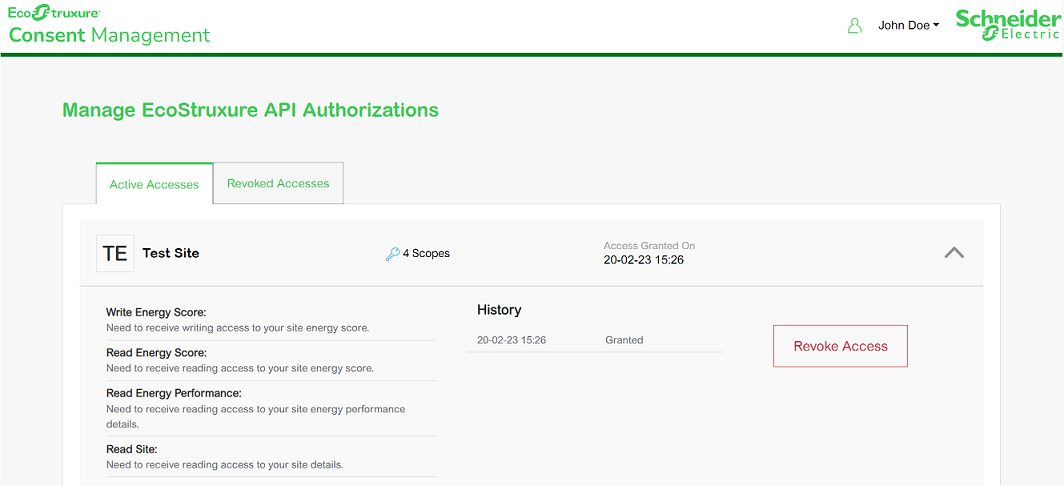 EcoStruxure
Consent Management
John Doe
Schneider
Electric
Manage EcoStruxure API Authorizations
Active Accesses
Revoked Accesses
TE
Test Site
4 Scopes
Access Granted On
20-02-23 15:26
Write Energy Score:
Need to receive writing access to your site energy score.
Read Energy Score:
Need to receive reading access to your site energy score.
Read Energy Performance:
Need to receive reading access to your site energy performance
details.
Read Site:
Need to receive reading access to your site details.
History
20-02-23 15:26 Granted
Revoke Access